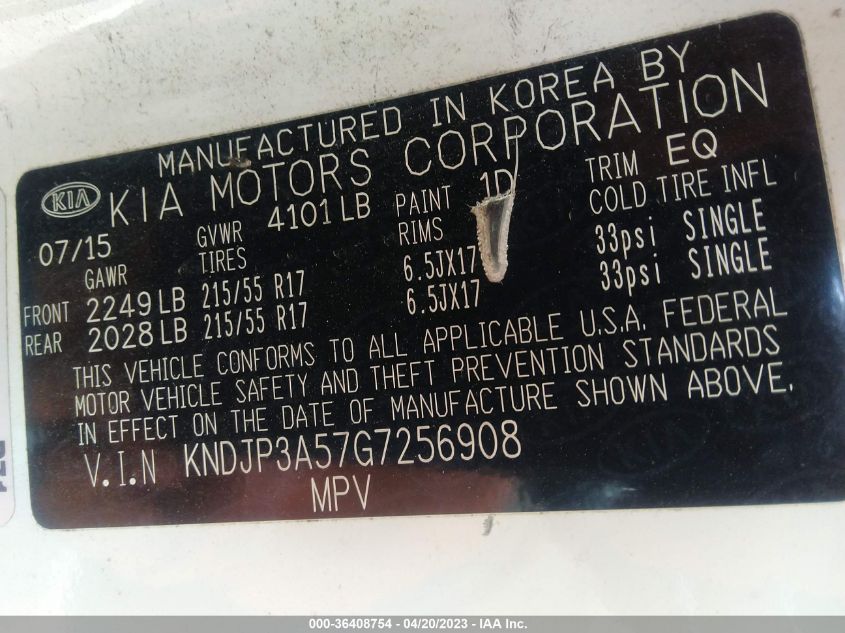 MANUFACTURED IN KOREA BY
KIA KIA MOTORS CORPORATION
07/15 GVWR 4101 LB PAINT 1D TRIM EQ
GAWR TIRES RIMS COLD TIRE INFL
FRONT 2249 LB 215/55 R17 6.5JX17 33psi SINGLE
REAR 2028 LB 215/55 R17 6.5JX17 33psi SINGLE
THIS VEHICLE CONFORMS TO ALL APPLICABLE U.S.A. FEDERAL
MOTOR VEHICLE SAFETY AND THEFT PREVENTION STANDARDS
IN EFFECT ON THE DATE OF MANUFACTURE SHOWN ABOVE.
V.I.N KNDJP3A57G7256908
MPV
000-36408754 - 04/20/2023 - IAA Inc.